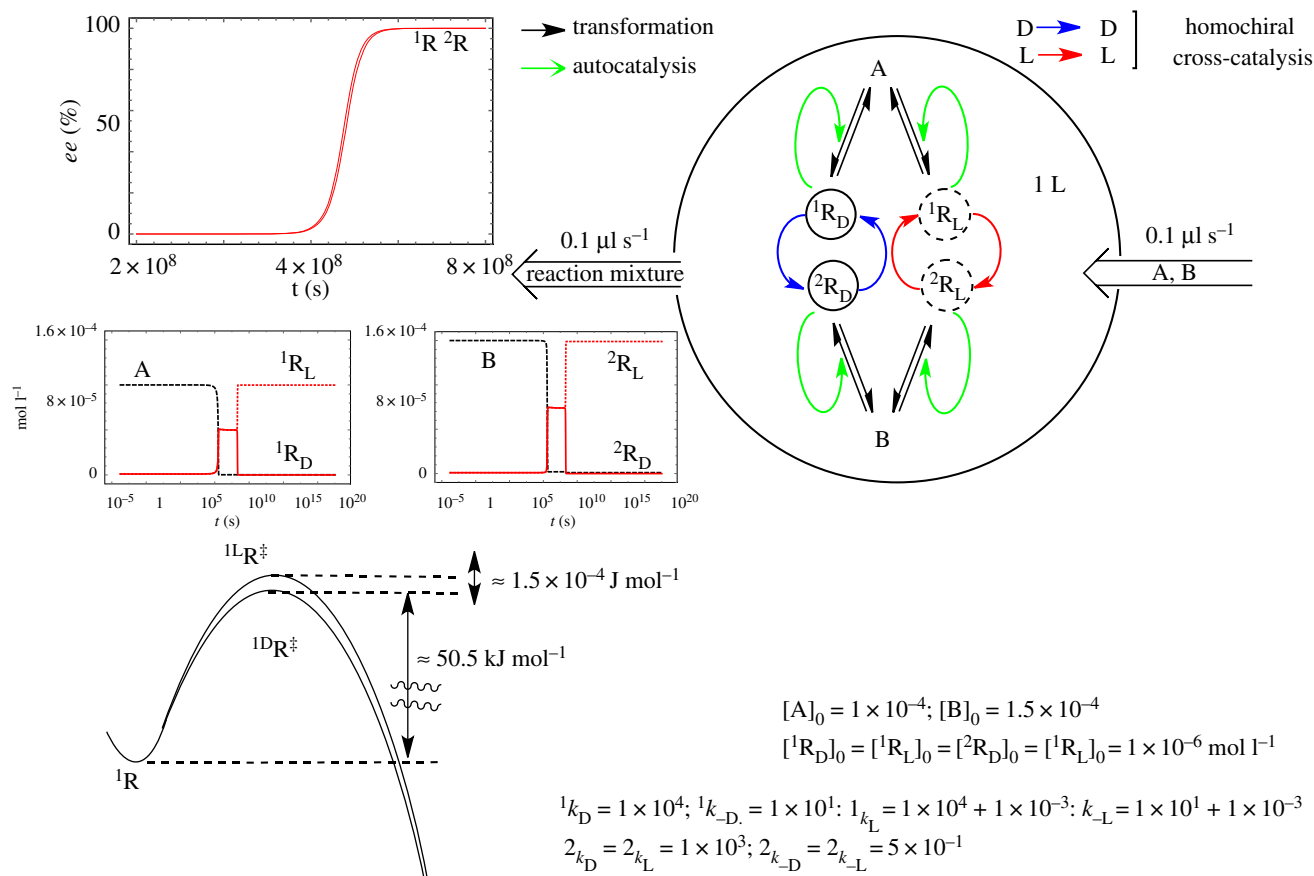 100
50
0
ee (%)
¹R ²R
2 × 10⁸
4 × 10⁸
8 × 10⁸
t (s)
transformation
autocatalysis
D D
L L
homochiral
cross-catalysis
A
¹R_D
¹R_L
²R_D
²R_L
B
1 L
0.1 µl s⁻¹
reaction mixture
0.1 µl s⁻¹
A, B
1.6 × 10⁻⁴
8 × 10⁻⁵
0
mol l⁻¹
A
¹R_L
¹R_D
10⁻⁵ 1 10⁵ 10¹⁰ 10¹⁵ 10²⁰
t (s)
1.6 × 10⁻⁴
8 × 10⁻⁵
0
B
²R_L
²R_D
10⁻⁵ 1 10⁵ 10¹⁰ 10¹⁵ 10²⁰
t (s)
¹ᴸR‡
≈ 1.5 × 10⁻⁴ J mol⁻¹
¹ᴰR‡
≈ 50.5 kJ mol⁻¹
¹R
[A]₀ = 1 × 10⁻⁴; [B]₀ = 1.5 × 10⁻⁴
[¹R_D]₀ = [¹R_L]₀ = [²R_D]₀ = [¹R_L]₀ = 1 × 10⁻⁶ mol l⁻¹
¹k_D = 1 × 10⁴; ¹k_–D. = 1 × 10¹: 1_k_L = 1 × 10⁴ + 1 × 10⁻³: k_–L = 1 × 10¹ + 1 × 10⁻³
2_k_D = 2_k_L = 1 × 10³; 2_k_–D = 2_k_–L = 5 × 10⁻¹